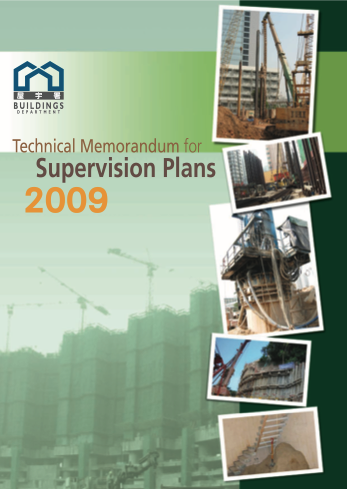 屋宇署
BUILDINGS
DEPARTMENT
Technical Memorandum for
Supervision Plans
2009